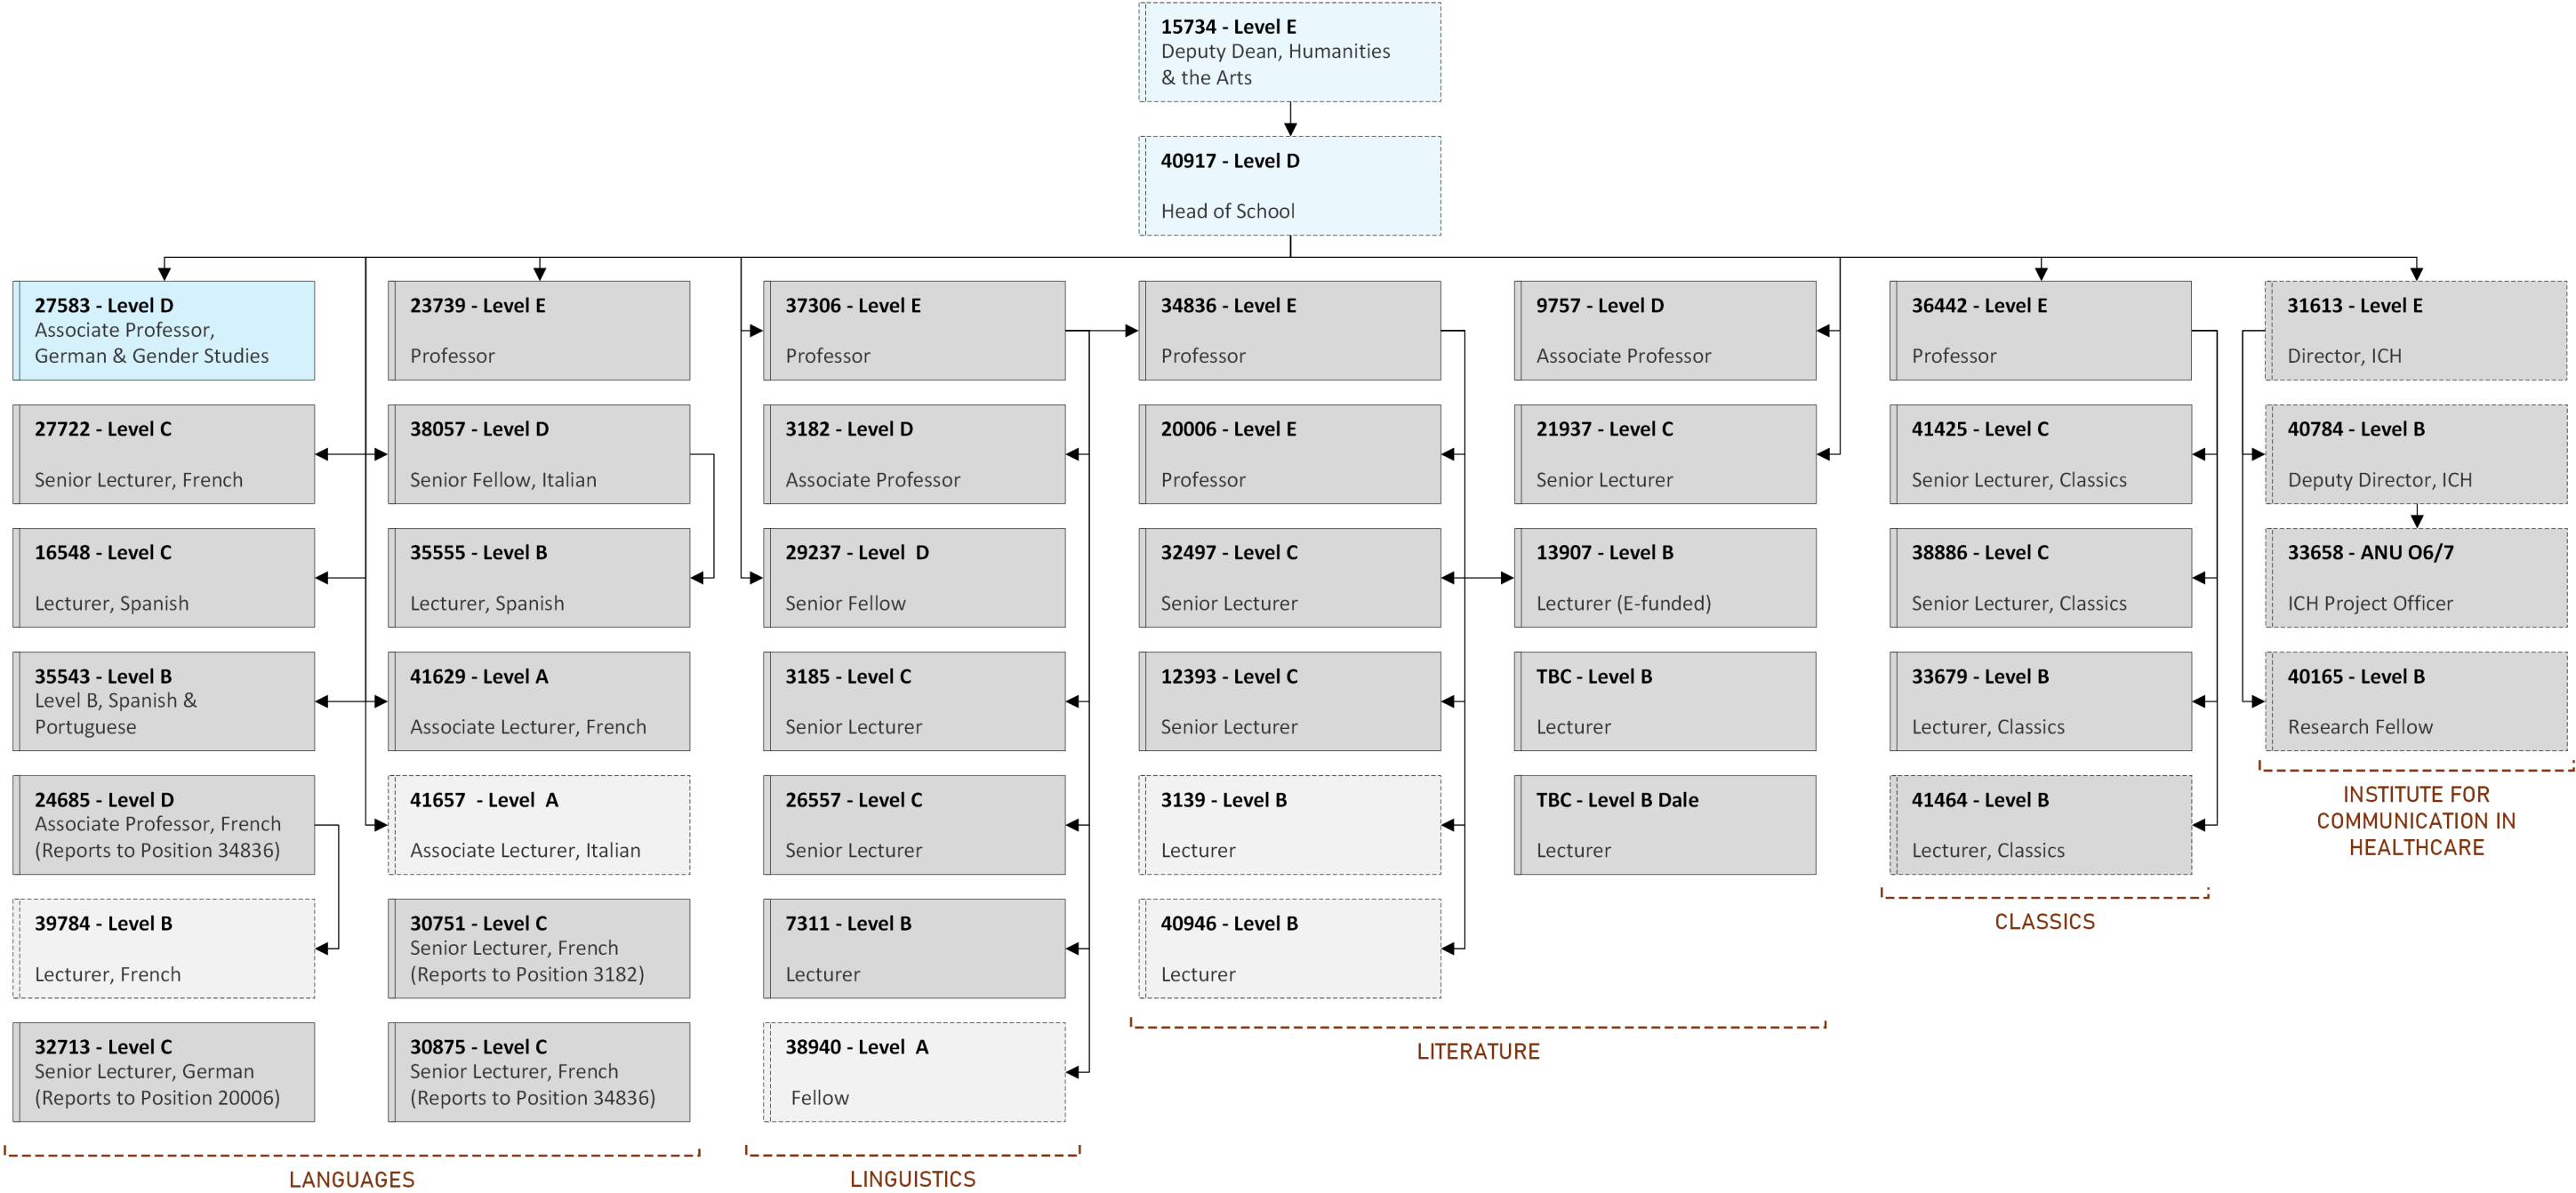 15734 - Level E
Deputy Dean, Humanities
& the Arts
40917 - Level D
Head of School
27583 - Level D
Associate Professor,
German & Gender Studies
27722 - Level C
Senior Lecturer, French
16548 - Level C
Lecturer, Spanish
35543 - Level B
Level B, Spanish &
Portuguese
24685 - Level D
Associate Professor, French
(Reports to Position 34836)
39784 - Level B
Lecturer, French
32713 - Level C
Senior Lecturer, German
(Reports to Position 20006)
23739 - Level E
Professor
38057 - Level D
Senior Fellow, Italian
35555 - Level B
Lecturer, Spanish
41629 - Level A
Associate Lecturer, French
41657  - Level  A
Associate Lecturer, Italian
30751 - Level C
Senior Lecturer, French
(Reports to Position 3182)
30875 - Level C
Senior Lecturer, French
(Reports to Position 34836)
LANGUAGES
37306 - Level E
Professor
3182 - Level D
Associate Professor
29237 - Level  D
Senior Fellow
3185 - Level C
Senior Lecturer
26557 - Level C
Senior Lecturer
7311 - Level B
Lecturer
38940 - Level  A
Fellow
LINGUISTICS
34836 - Level E
Professor
20006 - Level E
Professor
32497 - Level C
Senior Lecturer
12393 - Level C
Senior Lecturer
3139 - Level B
Lecturer
40946 - Level B
Lecturer
9757 - Level D
Associate Professor
21937 - Level C
Senior Lecturer
13907 - Level B
Lecturer (E-funded)
TBC - Level B
Lecturer
TBC - Level B Dale
Lecturer
LITERATURE
36442 - Level E
Professor
41425 - Level C
Senior Lecturer, Classics
38886 - Level C
Senior Lecturer, Classics
33679 - Level B
Lecturer, Classics
41464 - Level B
Lecturer, Classics
CLASSICS
31613 - Level E
Director, ICH
40784 - Level B
Deputy Director, ICH
33658 - ANU O6/7
ICH Project Officer
40165 - Level B
Research Fellow
INSTITUTE FOR
COMMUNICATION IN
HEALTHCARE